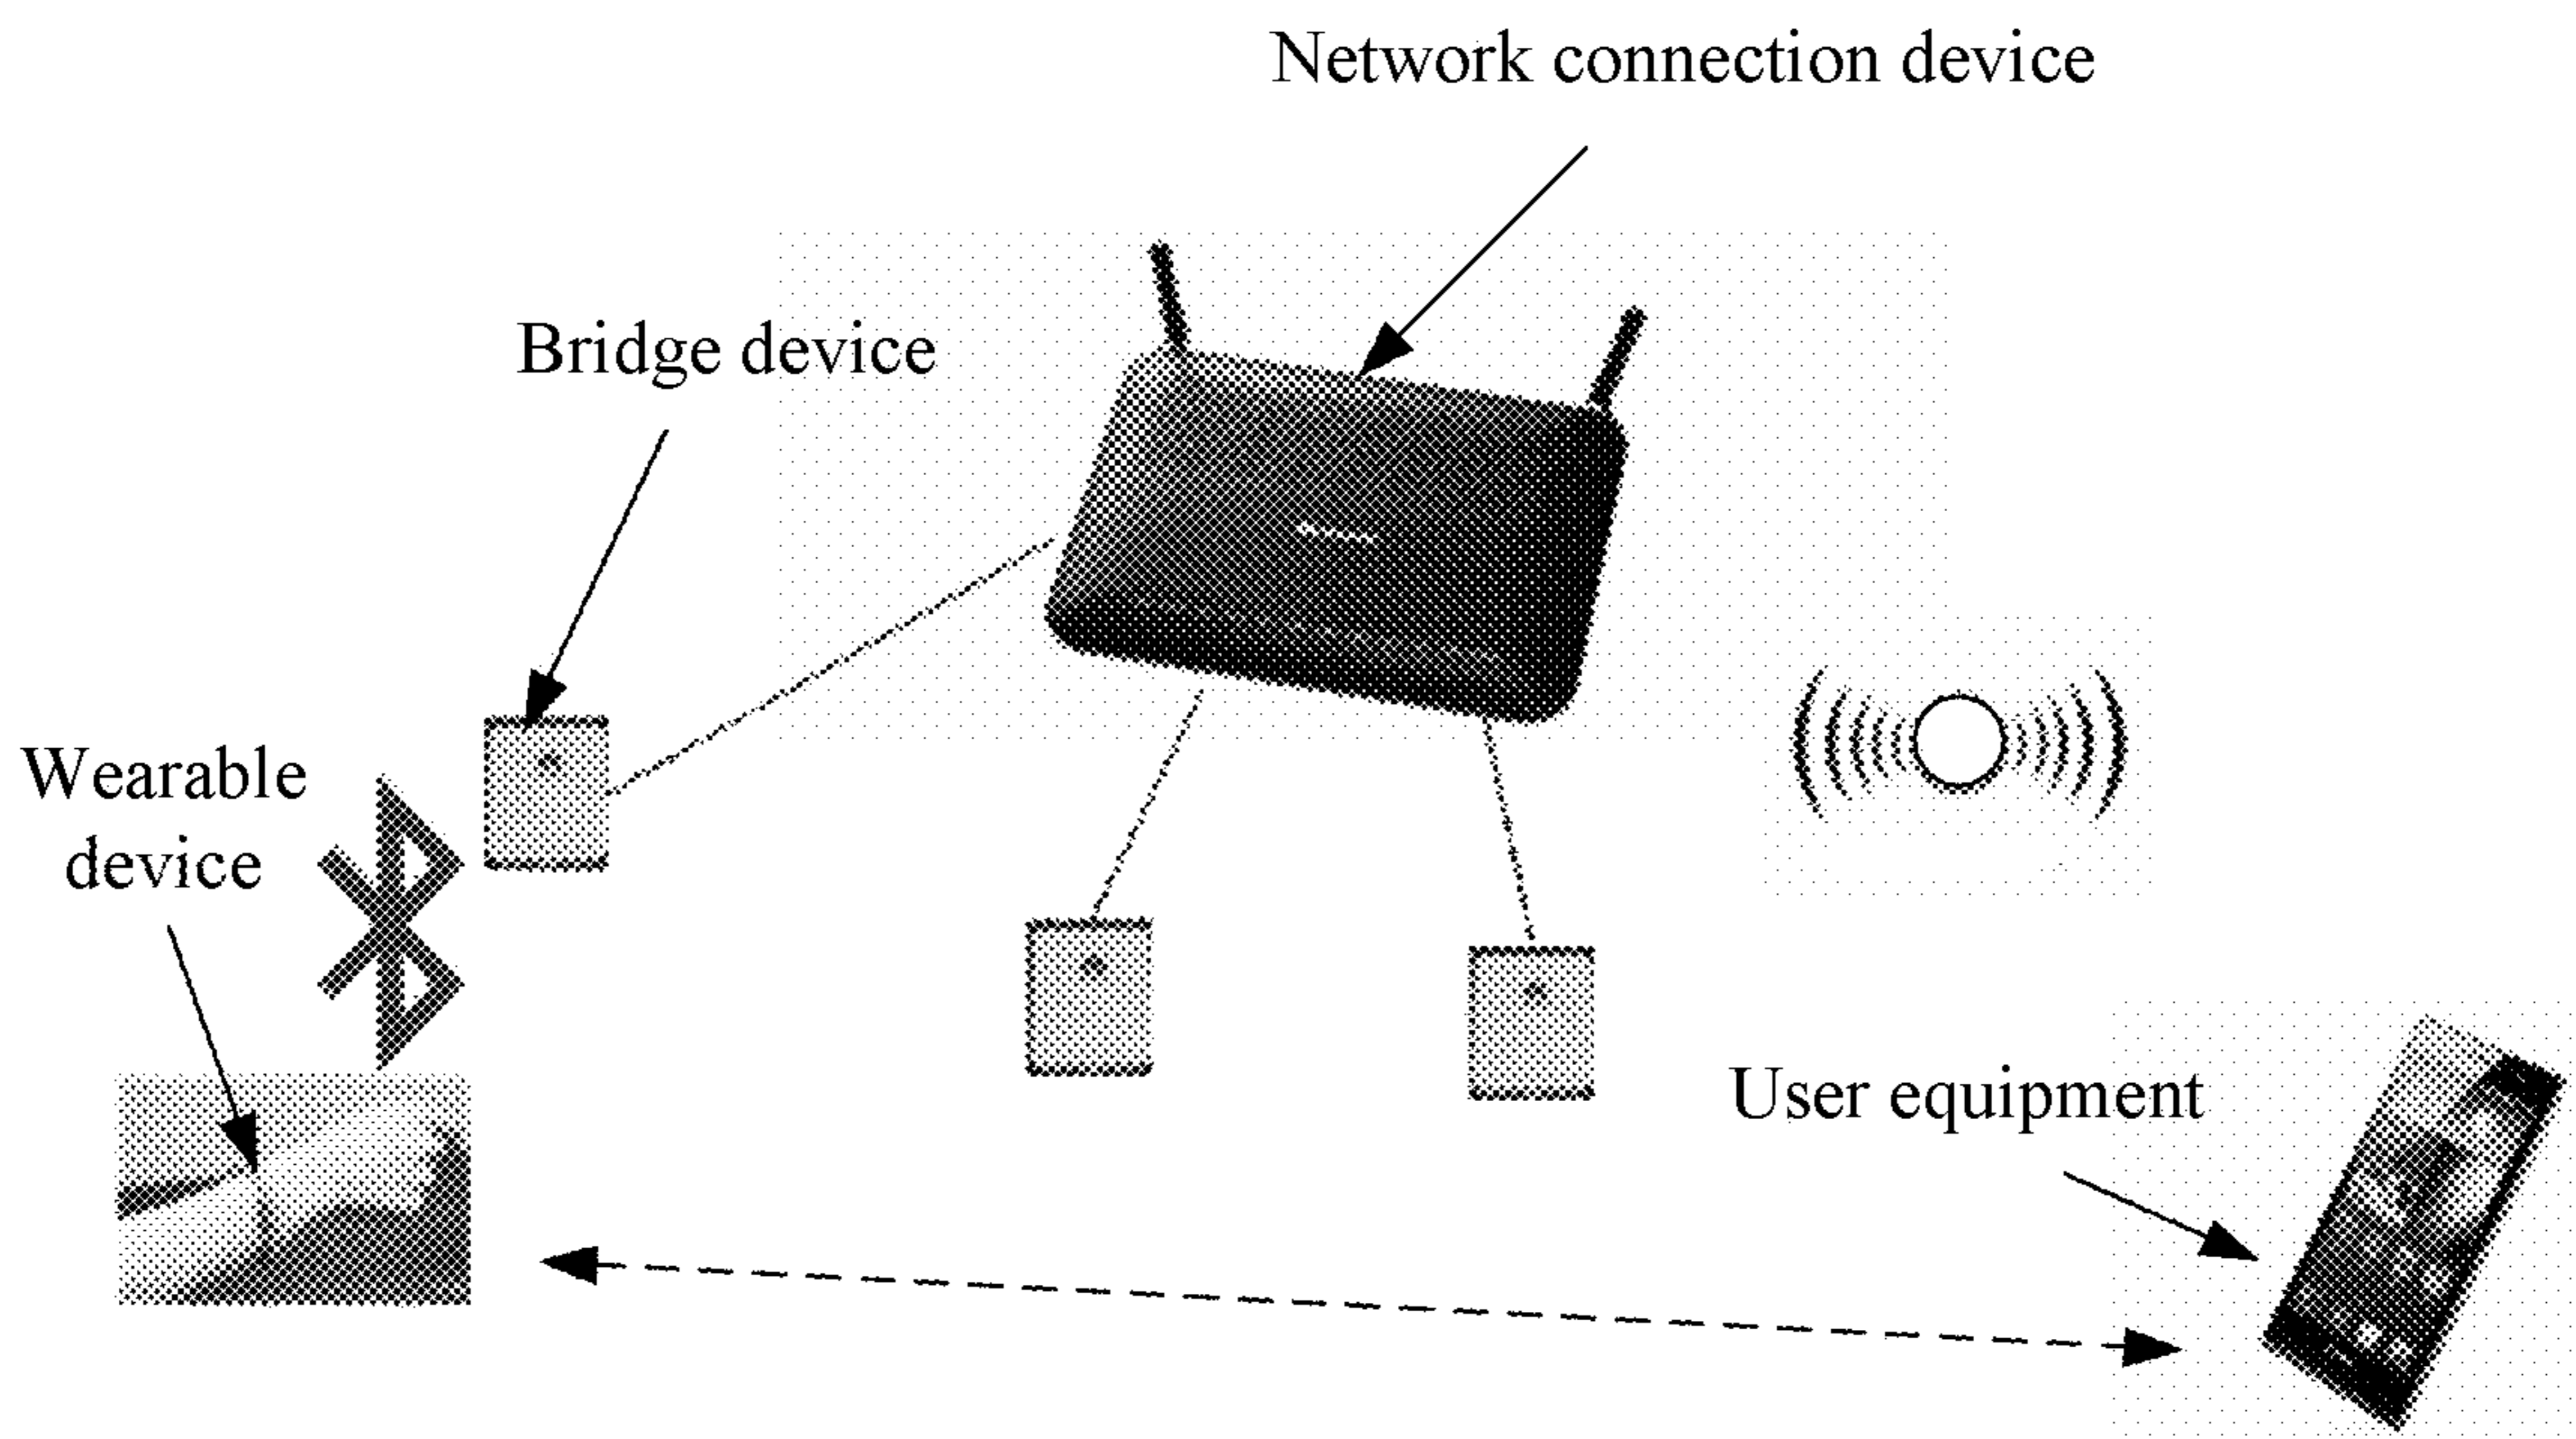 Network connection device
Bridge device
Wearable
device
User equipment